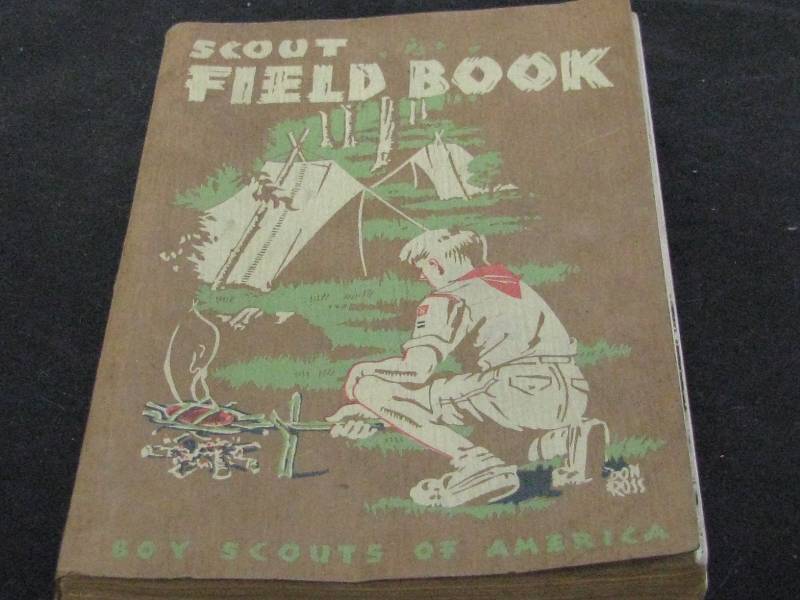 SCOUT
FIELD BOOK
DON
ROSS
BOY SCOUTS OF AMERICA